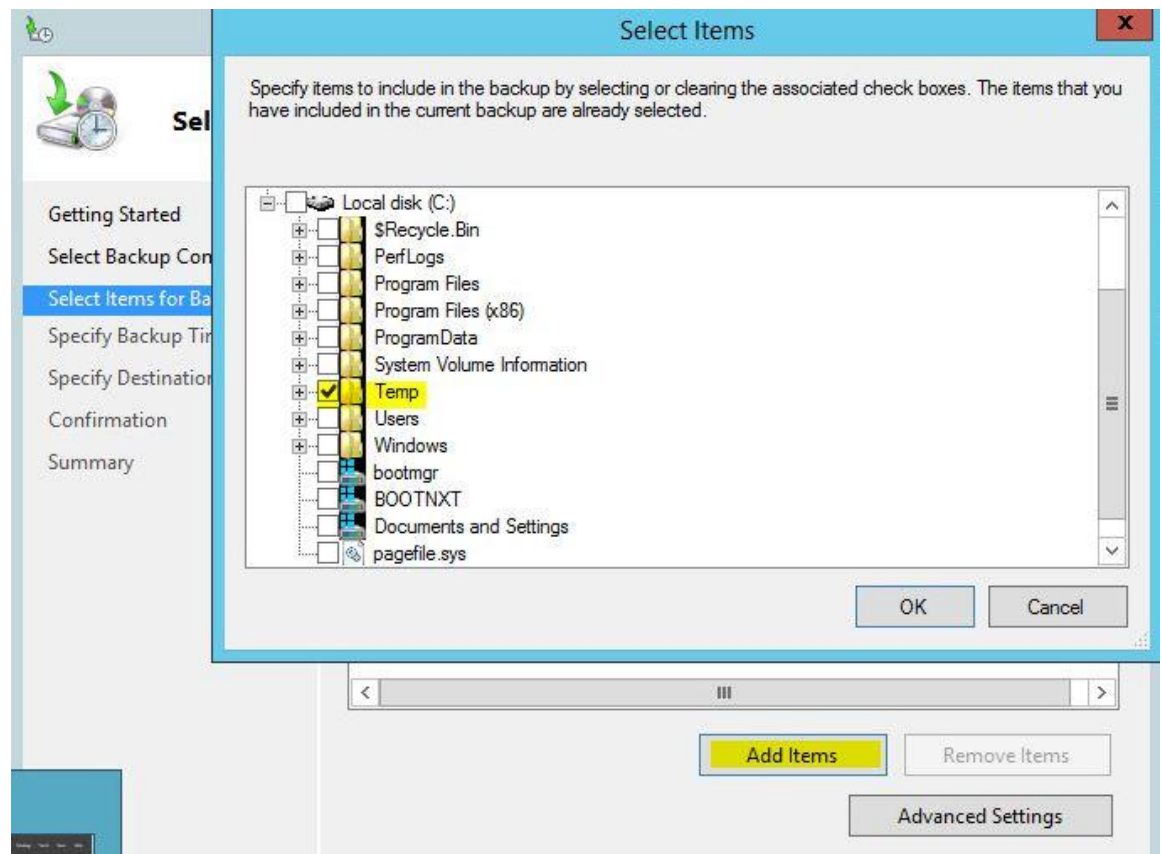 Select Items
x
Specify items to include in the backup by selecting or clearing the associated check boxes. The items that you
have included in the current backup are already selected.
Sel
Getting Started
Select Backup Con
Select Items for Ba
Specify Backup Tir
Specify Destination
Confirmation
Summary
Local disk (C:)
$Recycle.Bin
PerfLogs
Program Files
Program Files (x86)
ProgramData
System Volume Information
Temp
Users
Windows
bootmgr
BOOTNXT
Documents and Settings
pagefile.sys
OK
Cancel
Add Items
Remove Items
Advanced Settings